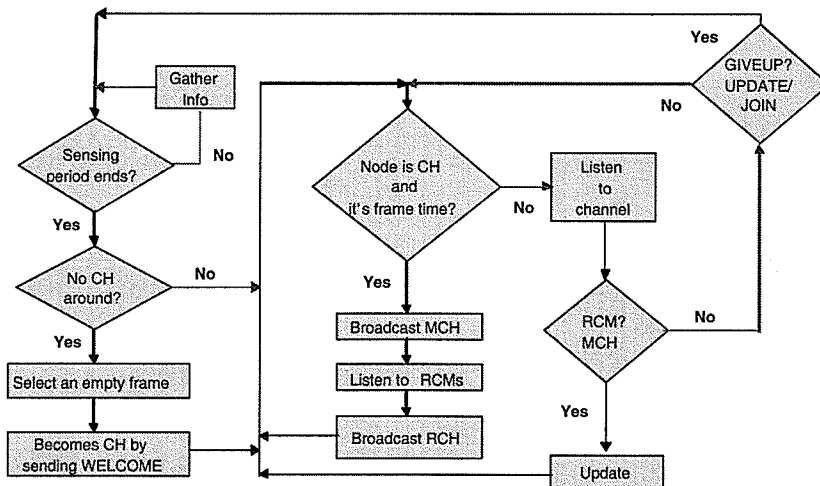 Yes
GIVEUP?
UPDATE/
JOIN
No
Gather
Info
Sensing
period ends?
No
Yes
No CH
around?
No
Yes
Select an empty frame
Becomes CH by
sending WELCOME
Node is CH
and
it's frame time?
No
Yes
Listen
to
channel
Broadcast MCH
Listen to RCMs
Broadcast RCH
RCM?
MCH
No
Yes
Update